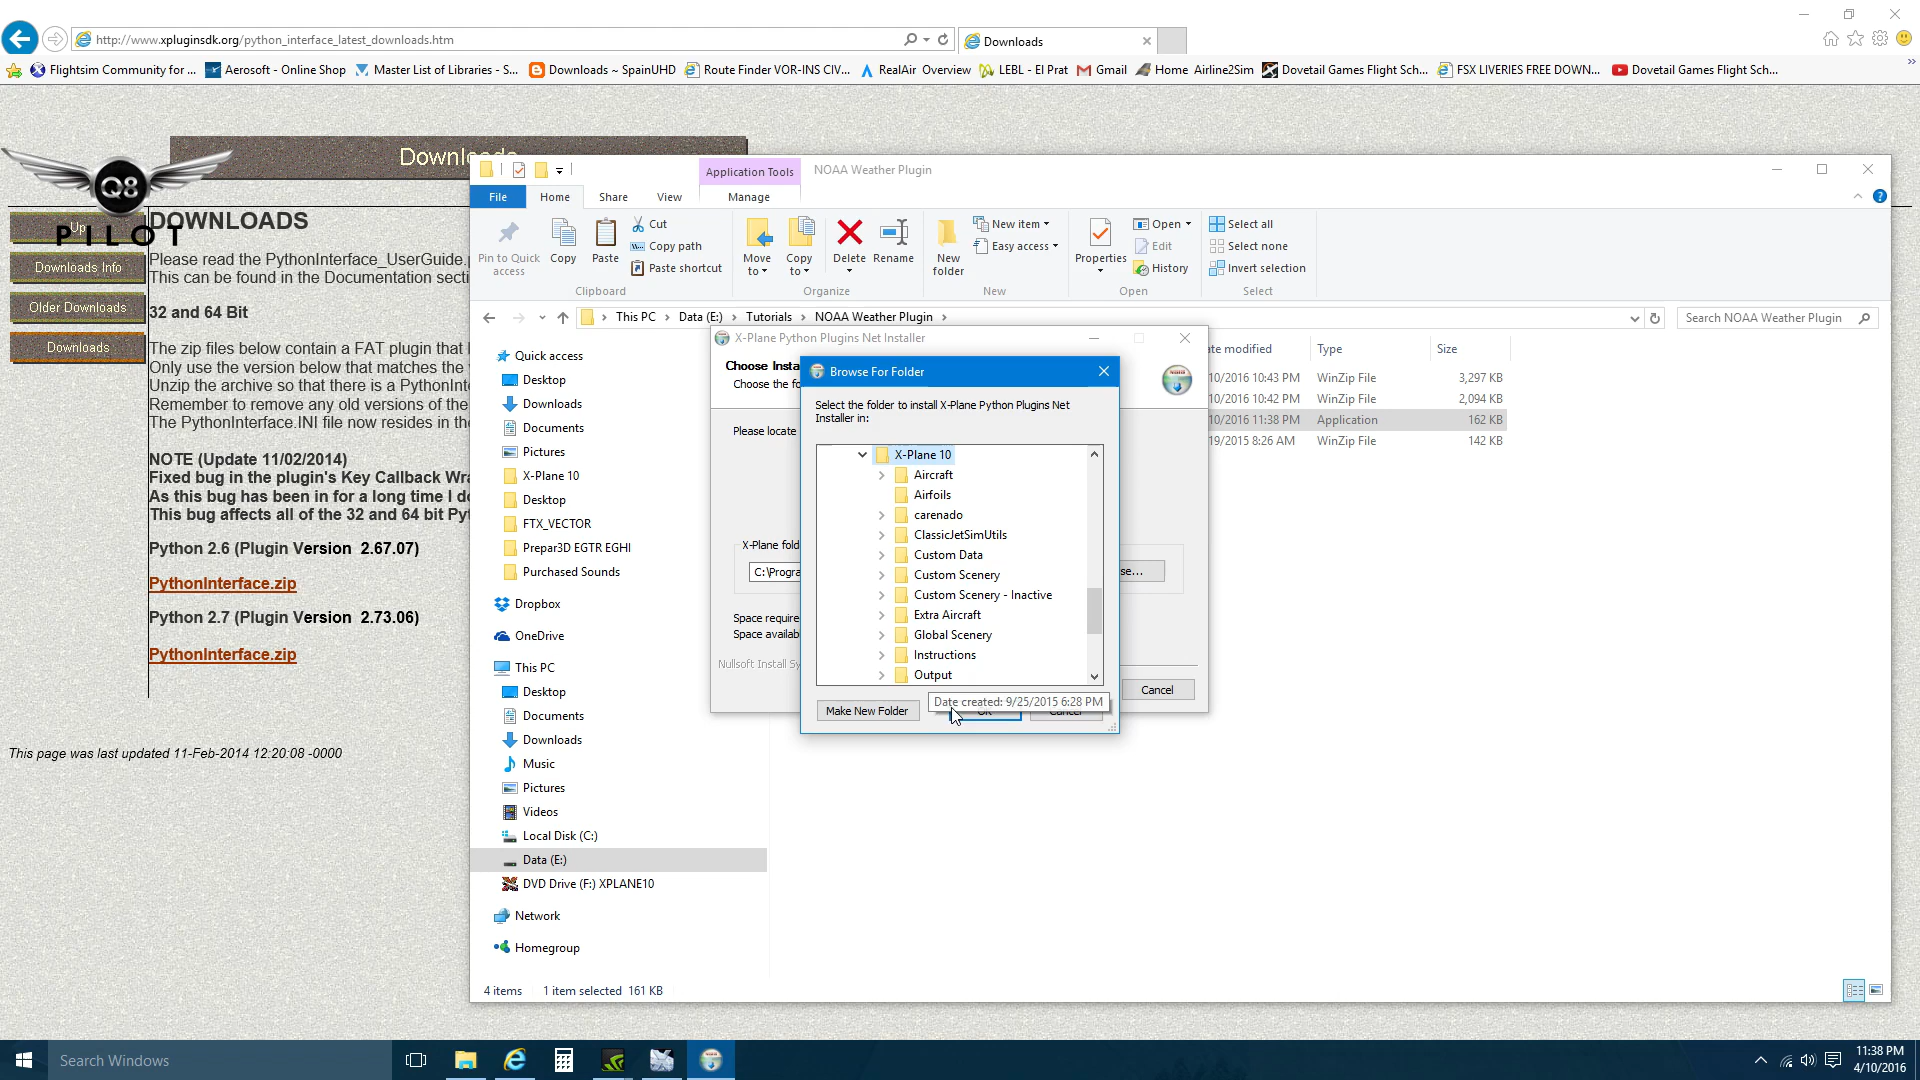 http://www.xpluginsdk.org/python_interface_latest_downloads.htm
Downloads
Flightsim Community for ...
Aerosoft - Online Shop
Master List of Libraries - S...
Downloads ~ SpainUHD
Route Finder VOR-INS CIV...
RealAir Overview
LEBL - El Prat
Gmail
Home Airline2Sim
Dovetail Games Flight Sch...
FSX LIVERIES FREE DOWN...
Dovetail Games Flight Sch...
Downloads
Q8
PILOT
Up
Downloads Info
Older Downloads
Downloads
DOWNLOADS
Please read the PythonInterface_UserGuide.
This can be found in the Documentation secti
32 and 64 Bit
The zip files below contain a FAT plugin that
Only use the version below that matches the
Unzip the archive so that there is a PythonInte
Remember to remove any old versions of the
The PythonInterface.INI file now resides in the
NOTE (Update 11/02/2014)
Fixed bug in the plugin's Key Callback Wra
As this bug has been in for a long time I do
This bug affects all of the 32 and 64 bit Pyt
Python 2.6 (Plugin Version 2.67.07)
PythonInterface.zip
Python 2.7 (Plugin Version 2.73.06)
PythonInterface.zip
This page was last updated 11-Feb-2014 12:20:08 -0000
Application Tools
NOAA Weather Plugin
File
Home
Share
View
Manage
Pin to Quick access
Copy
Paste
Cut
Copy path
Paste shortcut
Clipboard
Move to
Copy to
Delete
Rename
Organize
New folder
New item
Easy access
New
Properties
Open
Edit
History
Open
Select all
Select none
Invert selection
Select
This PC
Data (E:)
Tutorials
NOAA Weather Plugin
Search NOAA Weather Plugin
Quick access
Desktop
Downloads
Documents
Pictures
X-Plane 10
Desktop
FTX_VECTOR
Prepar3D EGTR EGHI
Purchased Sounds
Dropbox
OneDrive
This PC
Desktop
Documents
Downloads
Music
Pictures
Videos
Local Disk (C:)
Data (E:)
DVD Drive (F:) XPLANE10
Network
Homegroup
ate modified
Type
Size
10/2016 10:43 PM WinZip File 3,297 KB
10/2016 10:42 PM WinZip File 2,094 KB
10/2016 11:38 PM Application 162 KB
19/2015 8:26 AM WinZip File 142 KB
X-Plane Python Plugins Net Installer
Choose Insta
Choose the fo
Please locate
X-Plane fold
C:\Progra
se...
Space require
Space availab
Nullsoft Install Sy
Cancel
Browse For Folder
Select the folder to install X-Plane Python Plugins Net
Installer in:
X-Plane 10
Aircraft
Airfoils
carenado
ClassicJetSimUtils
Custom Data
Custom Scenery
Custom Scenery - Inactive
Extra Aircraft
Global Scenery
Instructions
Output
Date created: 9/25/2015 6:28 PM
Make New Folder
OK
Cancel
4 items
1 item selected 161 KB
Search Windows
11:38 PM
4/10/2016